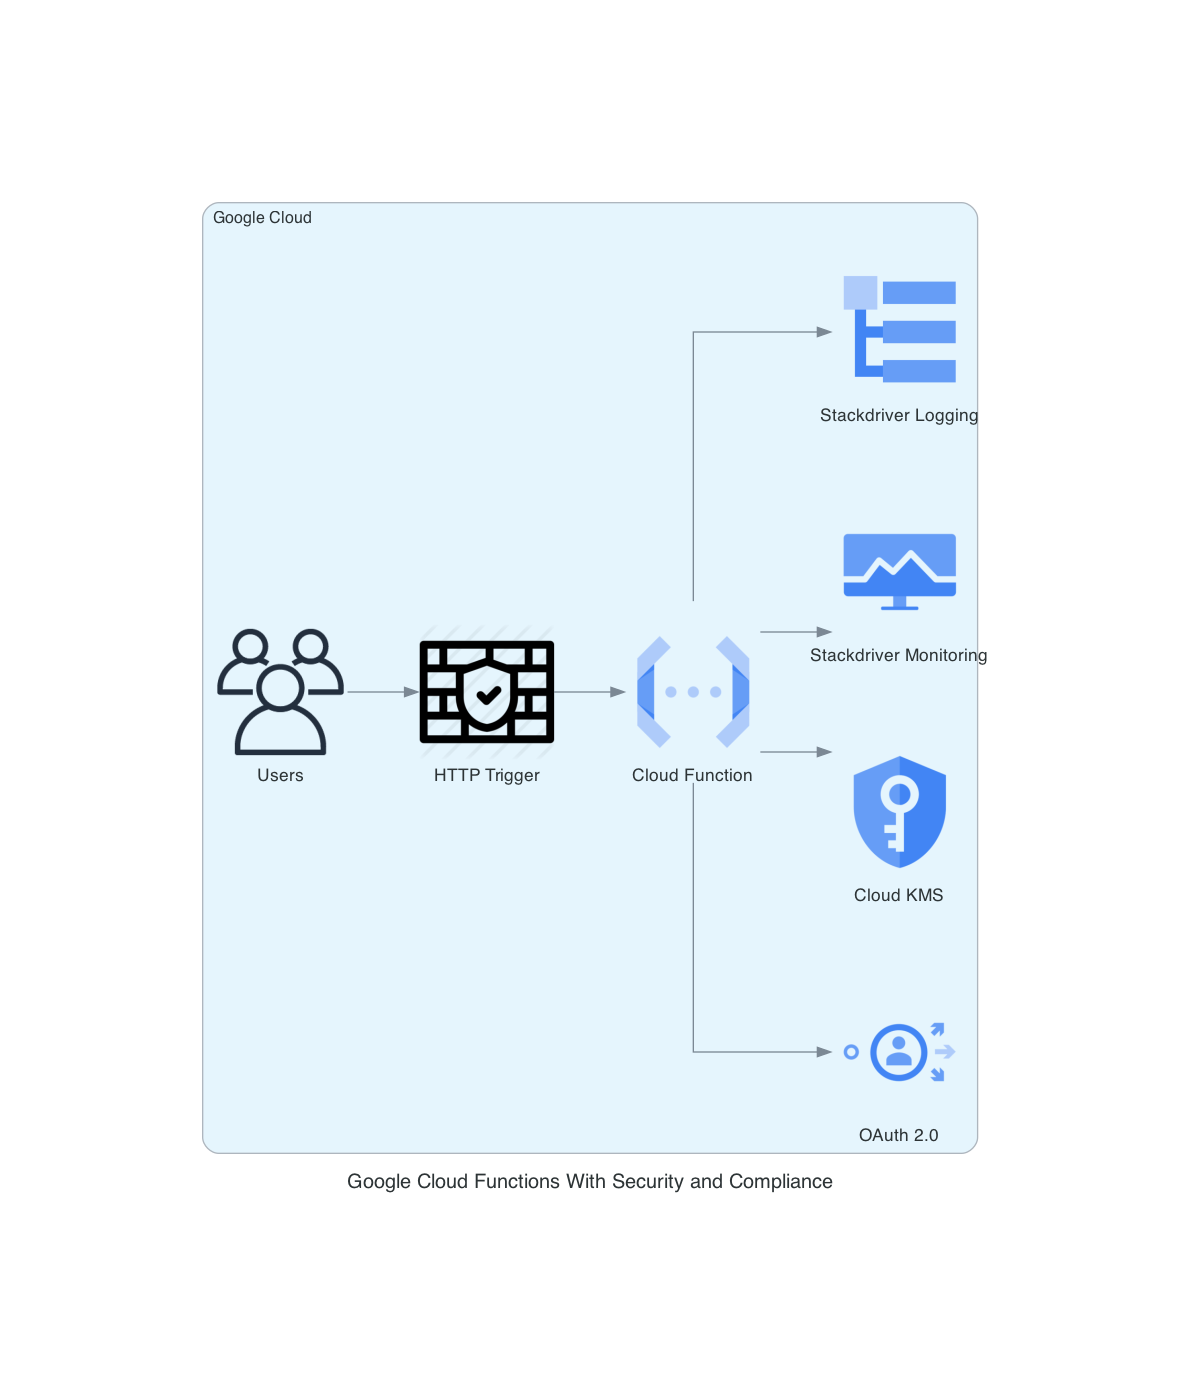 Google Cloud
Stackdriver Logging
Stackdriver Monitoring
Users
HTTP Trigger
Cloud Function
Cloud KMS
OAuth 2.0
Google Cloud Functions With Security and Compliance